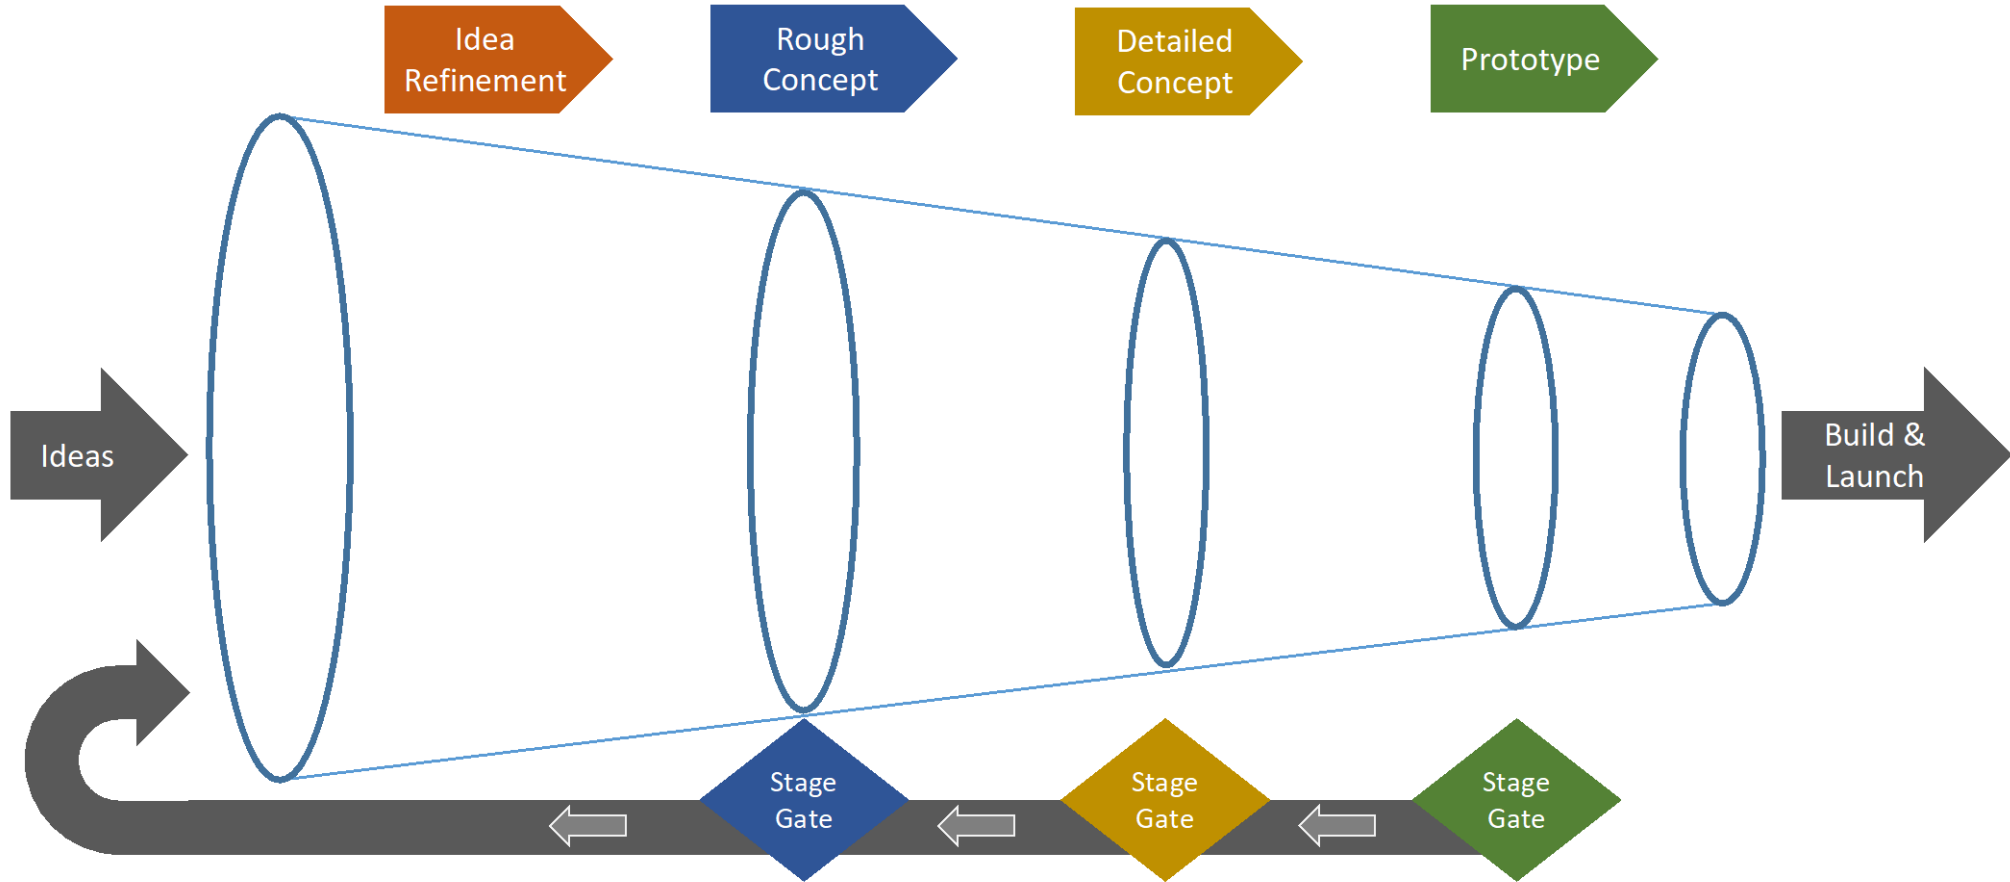 Idea
Refinement
Rough
Concept
Detailed
Concept
Prototype
Ideas
Build &
Launch
Stage
Gate
Stage
Gate
Stage
Gate